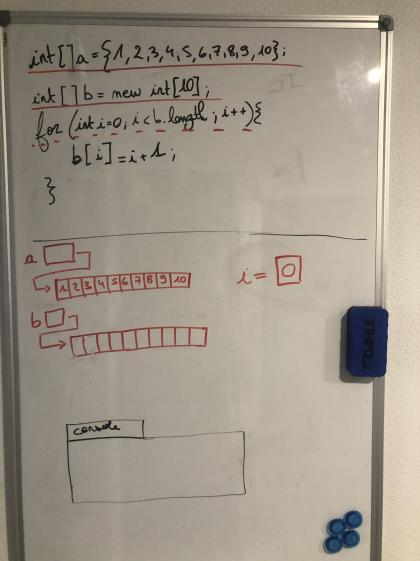 int[] a = {1, 2, 3, 4, 5, 6, 7, 8, 9, 10};
int[] b = new int[10];
for (int i=0; i < b.length; i++){
b[i] = i + 1;
}
a
1 2 3 4 5 6 7 8 9 10
i = 0
b
DAHLE
console